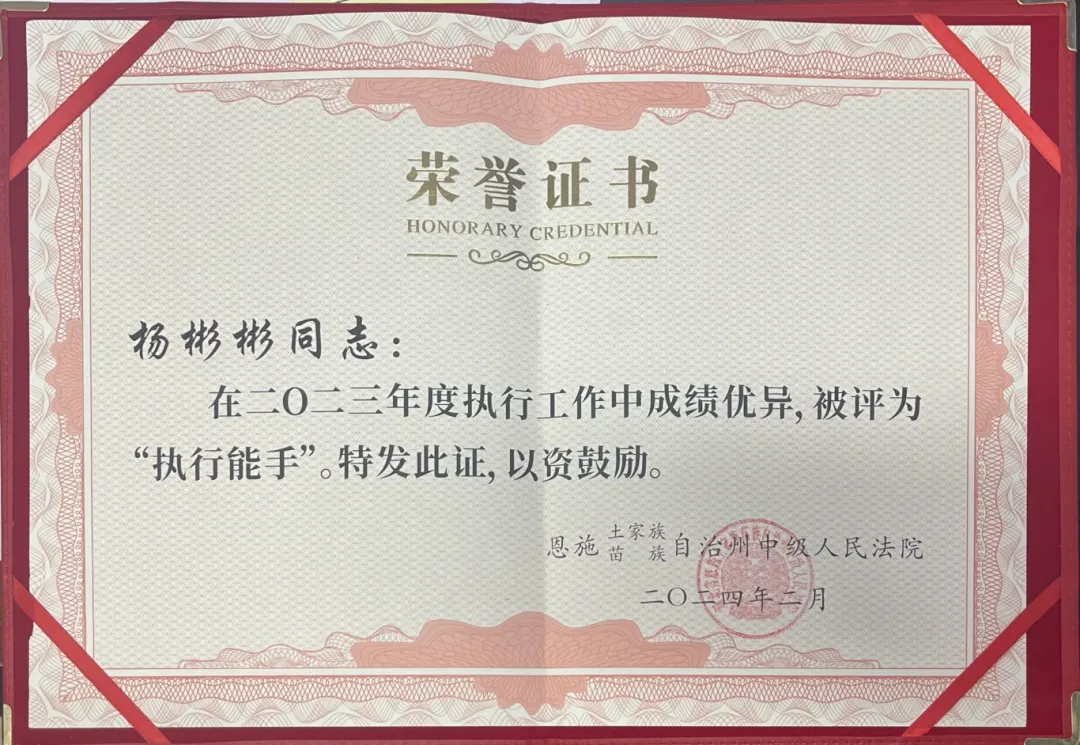 荣誉证书
HONORARY CREDENTIAL
杨彬彬同志：
在二〇二三年度执行工作中成绩优异，被评为
“执行能手”。特发此证，以资鼓励。
恩施土家族苗族自治州中级人民法院
二〇二四年二月